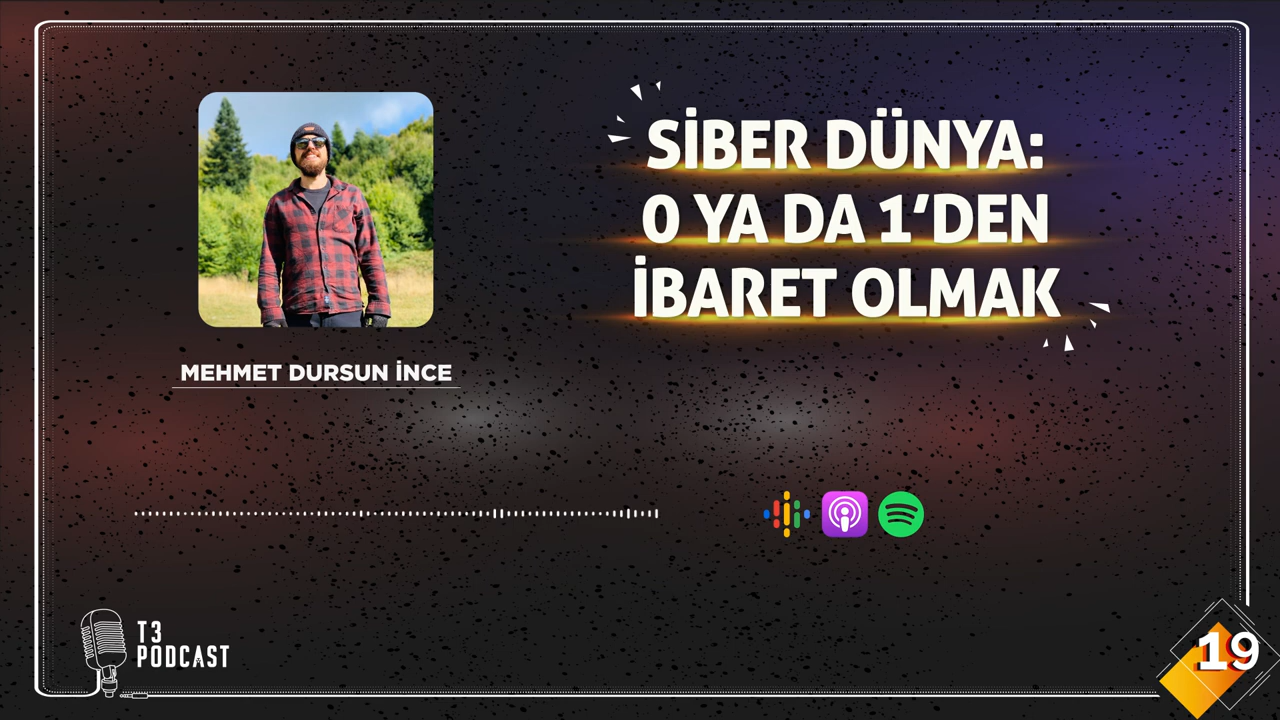 SİBER DÜNYA:
0 YA DA 1'DEN
İBARET OLMAK
MEHMET DURSUN İNCE
T3
PODCAST
19